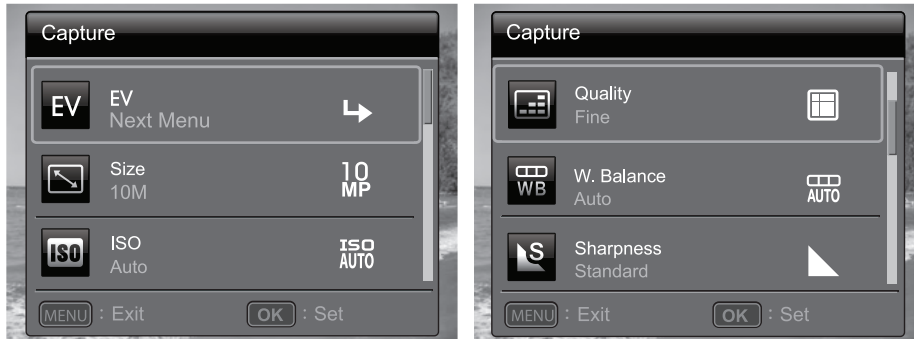 Capture
EV EV
Next Menu
Size 10
10M MP
ISO ISO ISO
Auto AUTO
MENU : Exit OK : Set
Capture
Quality
Fine
WB W. Balance
Auto AUTO
S Sharpness
Standard
MENU : Exit OK : Set